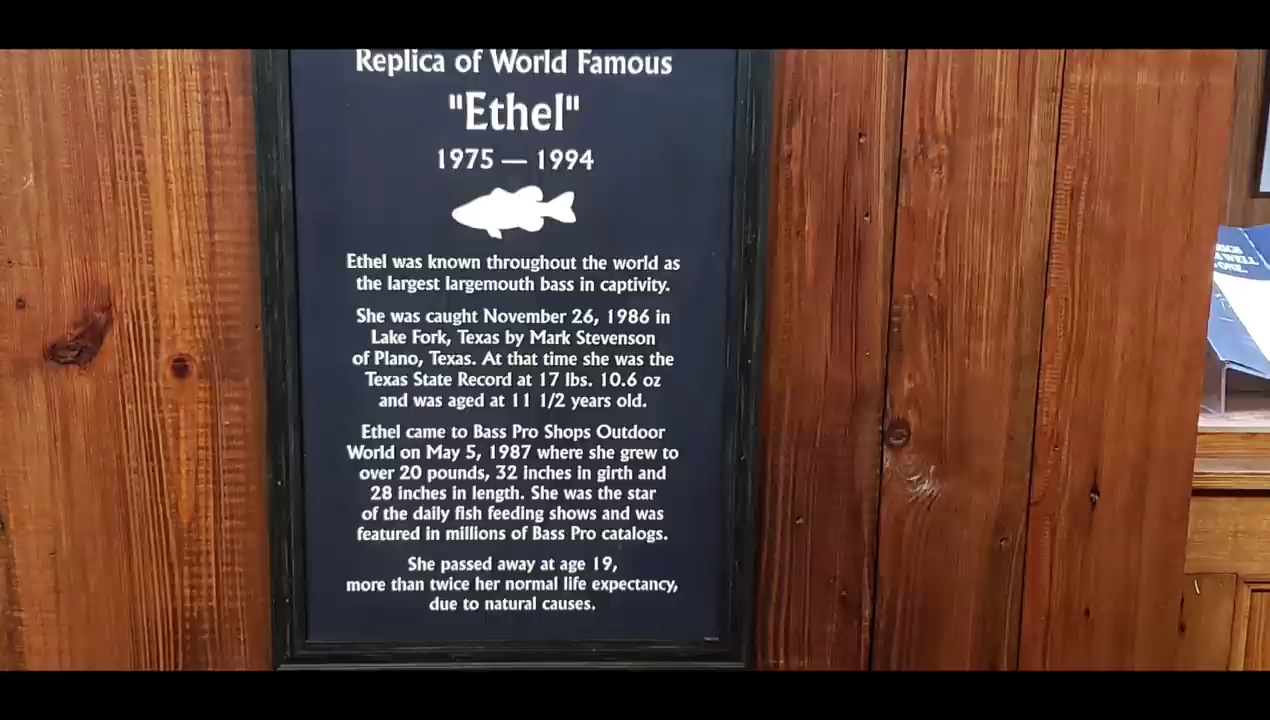 Replica of World Famous
"Ethel"
1975 — 1994
Ethel was known throughout the world as
the largest largemouth bass in captivity.
She was caught November 26, 1986 in
Lake Fork, Texas by Mark Stevenson
of Plano, Texas. At that time she was the
Texas State Record at 17 lbs. 10.6 oz
and was aged at 11 1/2 years old.
Ethel came to Bass Pro Shops Outdoor
World on May 5, 1987 where she grew to
over 20 pounds, 32 inches in girth and
28 inches in length. She was the star
of the daily fish feeding shows and was
featured in millions of Bass Pro catalogs.
She passed away at age 19,
more than twice her normal life expectancy,
due to natural causes.